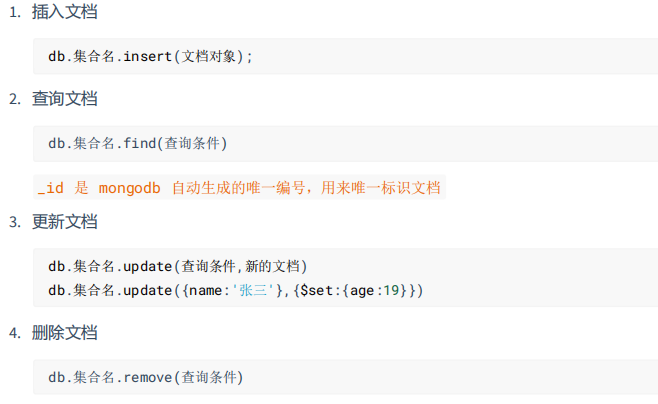 1. 插入文档
db.集合名.insert(文档对象);
2. 查询文档
db.集合名.find(查询条件)
_id 是 mongodb 自动生成的唯一编号，用来唯一标识文档
3. 更新文档
db.集合名.update(查询条件,新的文档)
db.集合名.update({name:'张三'},{$set:{age:19}})
4. 删除文档
db.集合名.remove(查询条件)